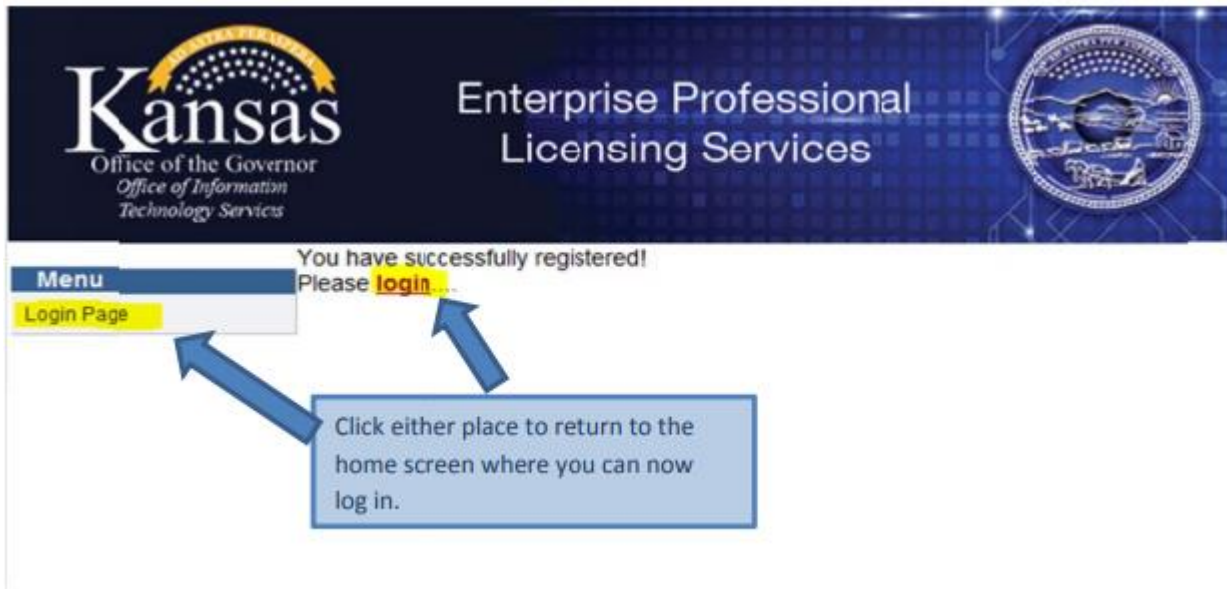 AD ASTRA PER ASPERA
Kansas
Office of the Governor
Office of Information
Technology Services
Enterprise Professional
Licensing Services
You have successfully registered!
Please login....
Menu
Login Page
Click either place to return to the
home screen where you can now
log in.